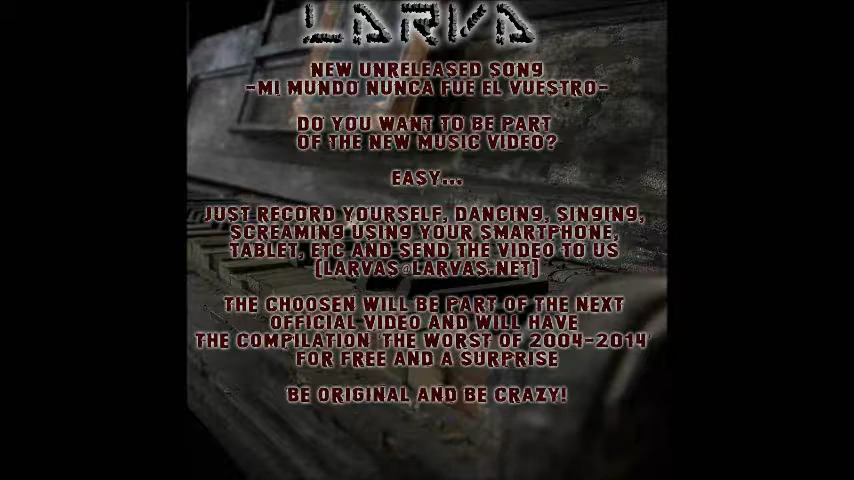 LARVA
NEW UNRELEASED SONG
-MI MUNDO NUNCA FUE EL VUESTRO-
DO YOU WANT TO BE PART
OF THE NEW MUSIC VIDEO?
EASY...
JUST RECORD YOURSELF, DANCING, SINGING,
SCREAMING USING YOUR SMARTPHONE,
TABLET, ETC AND SEND THE VIDEO TO US
(LARVAS@LARVAS.NET)
THE CHOOSEN WILL BE PART OF THE NEXT
OFFICIAL VIDEO AND WILL HAVE
THE COMPILATION 'THE WORST OF 2004-2014'
FOR FREE AND A SURPRISE
BE ORIGINAL AND BE CRAZY!